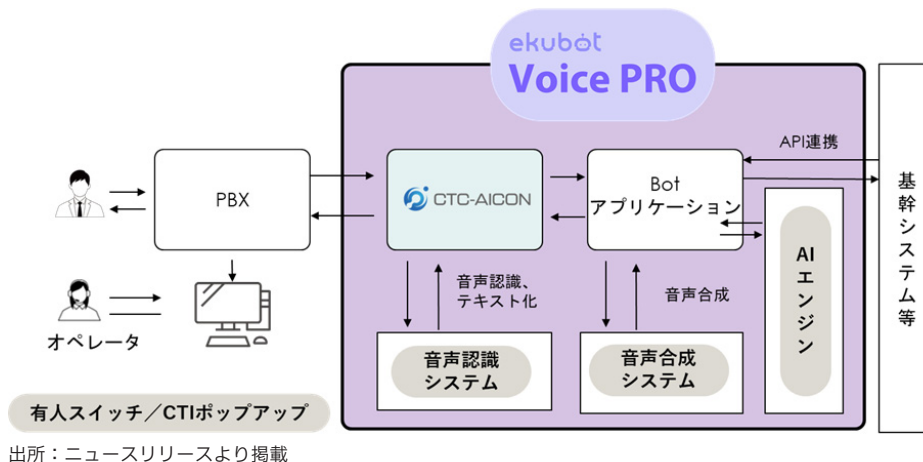 ekubot
Voice PRO
API連携
PBX
CTC-AICON
Bot
アプリケーション
基幹システム等
AIエンジン
音声認識、
テキスト化
音声合成
オペレータ
音声認識
システム
音声合成
システム
有人スイッチ／CTIポップアップ
出所：ニュースリリースより掲載